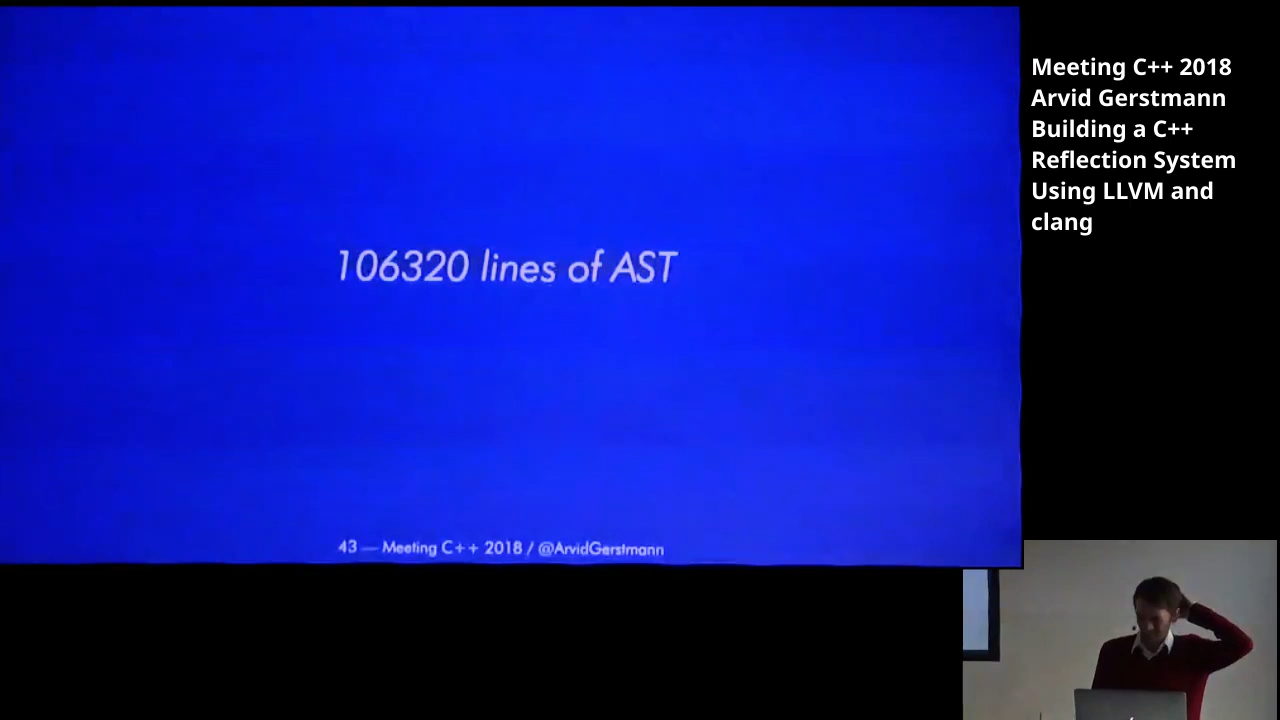 106320 lines of AST
43 — Meeting C++ 2018 / @ArvidGerstmann
Meeting C++ 2018
Arvid Gerstmann
Building a C++
Reflection System
Using LLVM and
clang